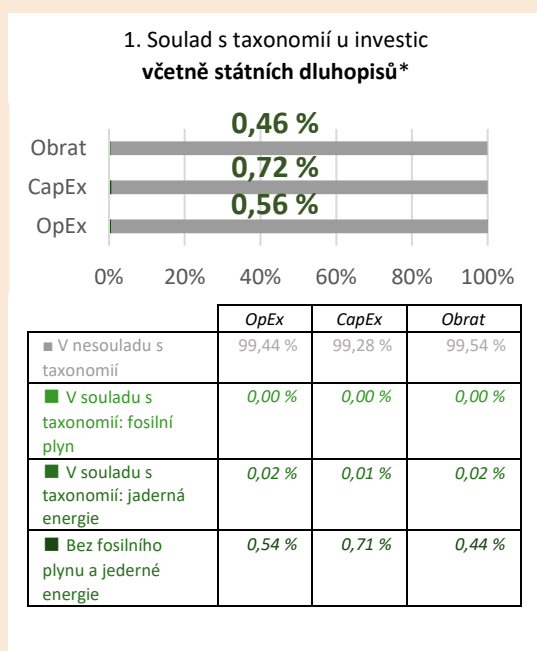 1. Soulad s taxonomií u investic
včetně státních dluhopisů*
0,46 %
Obrat
0,72 %
CapEx
0,56 %
OpEx
0% 20% 40% 60% 80% 100%
OpEx CapEx Obrat
V nesouladu s 99,44 % 99,28 % 99,54 %
taxonomií
V souladu s 0,00 % 0,00 % 0,00 %
taxonomií: fosilní
plyn
V souladu s 0,02 % 0,01 % 0,02 %
taxonomií: jaderná
energie
Bez fosilního 0,54 % 0,71 % 0,44 %
plynu a jederné
energie